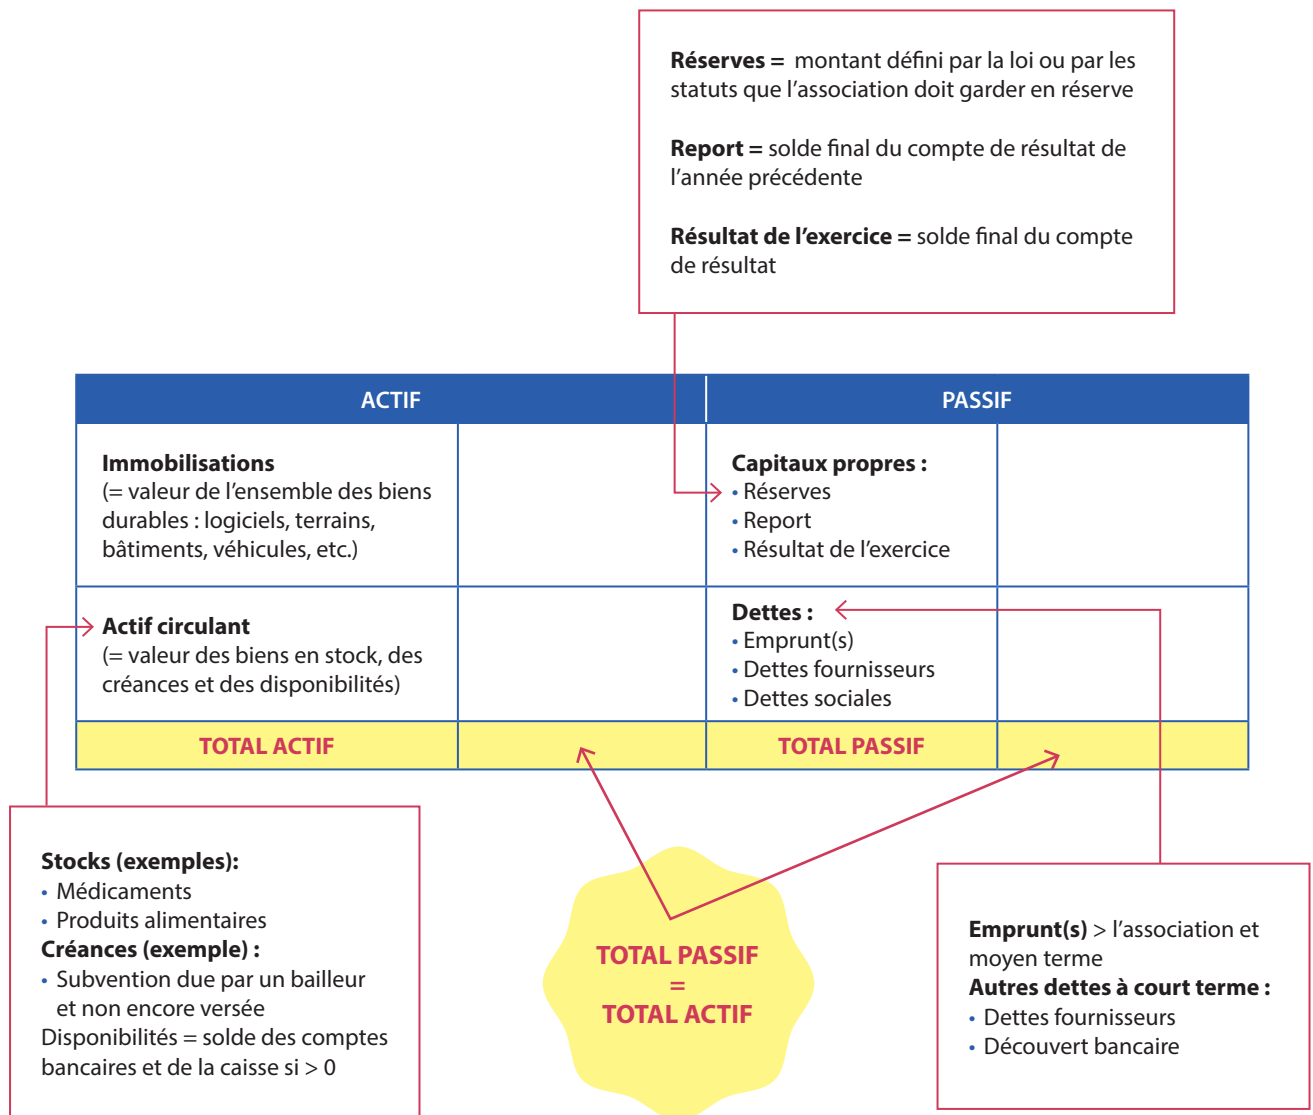 Réserves = montant défini par la loi ou par les
statuts que l’association doit garder en réserve
Report = solde final du compte de résultat de
l’année précédente
Résultat de l’exercice = solde final du compte
de résultat
ACTIF
PASSIF
Immobilisations
(= valeur de l’ensemble des biens
durables : logiciels, terrains,
bâtiments, véhicules, etc.)
Capitaux propres :
• Réserves
• Report
• Résultat de l’exercice
Actif circulant
(= valeur des biens en stock, des
créances et des disponibilités)
Dettes :
• Emprunt(s)
• Dettes fournisseurs
• Dettes sociales
TOTAL ACTIF
TOTAL PASSIF
Stocks (exemples):
• Médicaments
• Produits alimentaires
Créances (exemple) :
• Subvention due par un bailleur
et non encore versée
Disponibilités = solde des comptes
bancaires et de la caisse si > 0
TOTAL PASSIF
=
TOTAL ACTIF
Emprunt(s) > l’association et
moyen terme
Autres dettes à court terme :
• Dettes fournisseurs
• Découvert bancaire